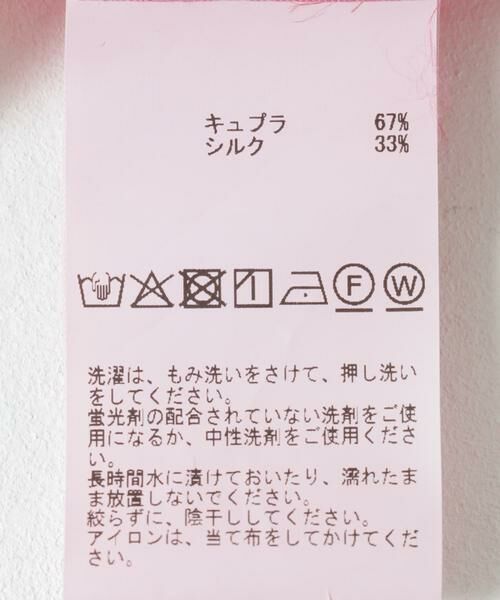 キュプラ 67%
シルク 33%
F W
洗濯は、もみ洗いをさけて、押し洗い
をしてください。
蛍光剤の配合されていない洗剤をご使
用になるか、中性洗剤をご使用くださ
い。
長時間水に漬けておいたり、濡れたま
ま放置しないでください。
絞らずに、陰干ししてください。
アイロンは、当て布をしてかけてくだ
さい。